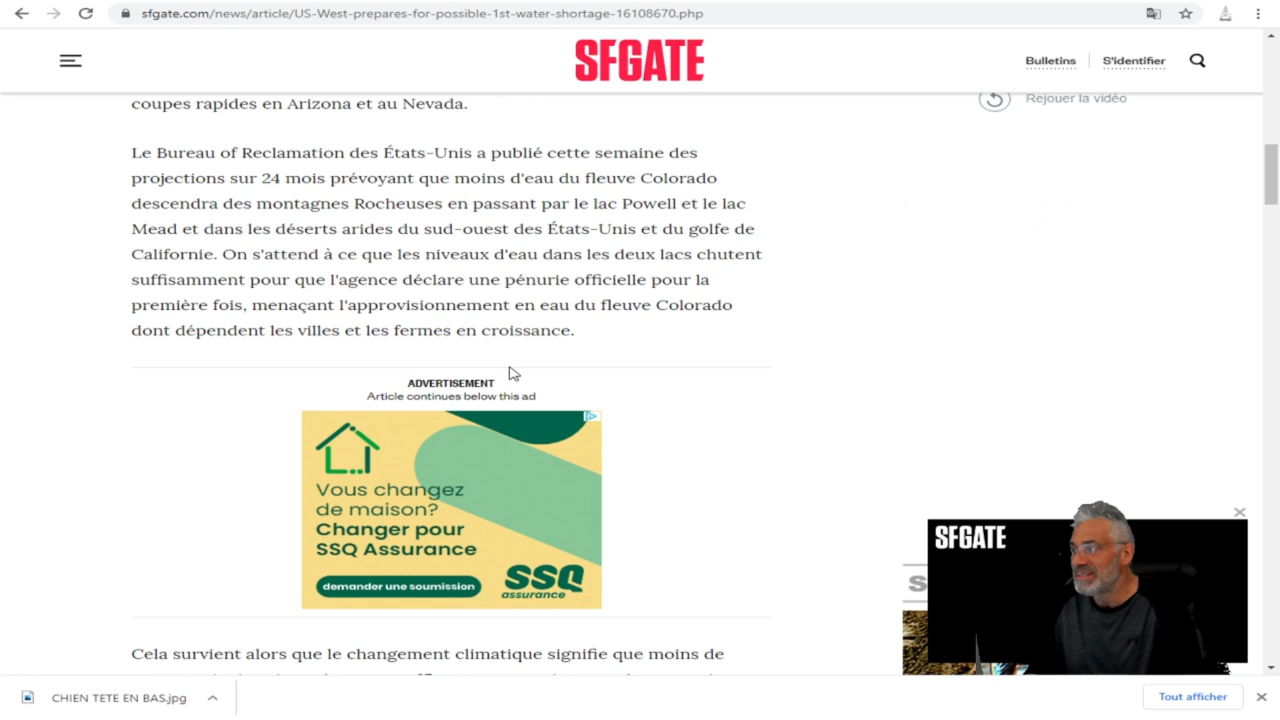 sfgate.com/news/article/US-West-prepares-for-possible-1st-water-shortage-16108670.php
SFGATE
Bulletins
S'identifier
coupes rapides en Arizona et au Nevada.
Rejouer la vidéo
Le Bureau of Reclamation des États-Unis a publié cette semaine des
projections sur 24 mois prévoyant que moins d'eau du fleuve Colorado
descendra des montagnes Rocheuses en passant par le lac Powell et le lac
Mead et dans les déserts arides du sud-ouest des États-Unis et du golfe de
Californie. On s'attend à ce que les niveaux d'eau dans les deux lacs chutent
suffisamment pour que l'agence déclare une pénurie officielle pour la
première fois, menaçant l'approvisionnement en eau du fleuve Colorado
dont dépendent les villes et les fermes en croissance.
ADVERTISEMENT
Article continues below this ad
Vous changez
de maison?
Changer pour
SSQ Assurance
demander une soumission
SSQ
assurance
SFGATE
Cela survient alors que le changement climatique signifie que moins de
CHIEN TETE EN BAS.jpg
Tout afficher